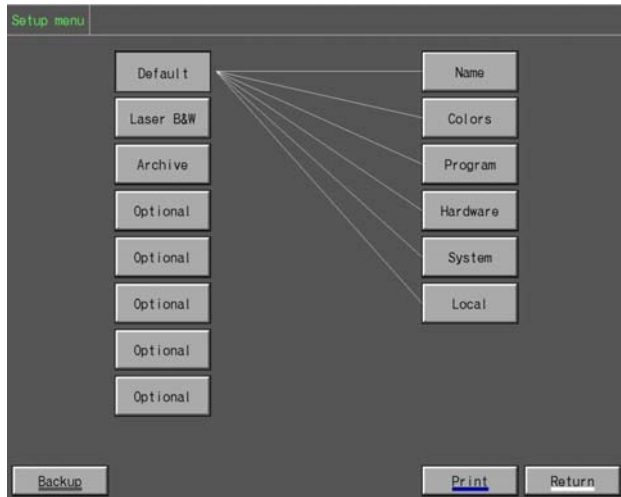 Setup menu
Default
Name
Laser B&W
Colors
Archive
Program
Optional
Hardware
Optional
System
Optional
Local
Optional
Optional
Backup
Print
Return